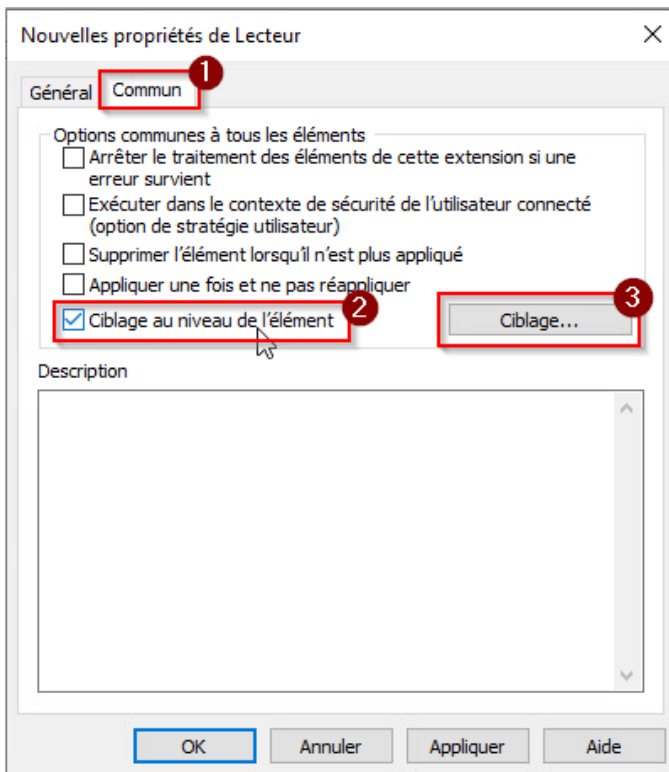 Nouvelles propriétés de Lecteur
1
Général
Commun
Options communes à tous les éléments
Arrêter le traitement des éléments de cette extension si une
erreur survient
Exécuter dans le contexte de sécurité de l'utilisateur connecté
(option de stratégie utilisateur)
Supprimer l'élément lorsqu'il n'est plus appliqué
Appliquer une fois et ne pas réappliquer
2
3
Ciblage au niveau de l'élément
Ciblage...
Description
OK
Annuler
Appliquer
Aide